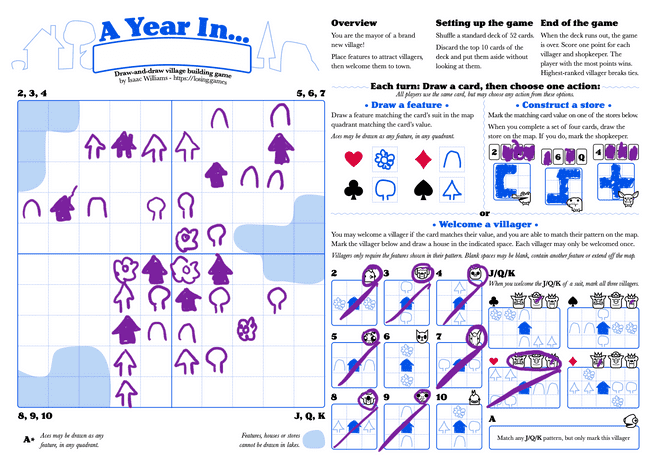 A Year In...
Draw-and-draw village building game
by Isaac Williams - https://losing.games
2, 3, 4
5, 6, 7
8, 9, 10
J, Q, K
A*
Aces may be drawn as any
feature, in any quadrant.
Features, houses or stores
cannot be drawn in lakes.
Overview
You are the mayor of a brand
new village!
Place features to attract villagers,
then welcome them to town.
Setting up the game
Shuffle a standard deck of 52 cards.
Discard the top 10 cards of the
deck and put them aside without
looking at them.
End of the game
When the deck runs out, the game
is over. Score one point for each
villager and shopkeeper. The
player with the most points wins.
Highest-ranked villager breaks ties.
Each turn: Draw a card, then choose one action:
All players use the same card, but may choose any action from these options.
• Draw a feature •
Draw a feature matching the card's suit in the map
quadrant matching the card's value.
Aces may be drawn as any feature, in any quadrant.
• Construct a store •
Mark the matching card value on one of the stores below.
When you complete a set of four cards, draw the
store on the map. If you do, mark the shopkeeper.
2
A 6 Q
4
or
• Welcome a villager •
You may welcome a villager if the card matches their value, and you are able to match their pattern on the map.
Mark the villager below and draw a house in the indicated space. Each villager may only be welcomed once.
Villagers only require the features shown in their pattern. Blank spaces may be blank, contain another feature or extend off the map.
2
3
4
J/Q/K
When you welcome the J/Q/K of a suit, mark all three villagers.
5
6
7
8
9
10
A
Match any J/Q/K pattern, but only mark this villager